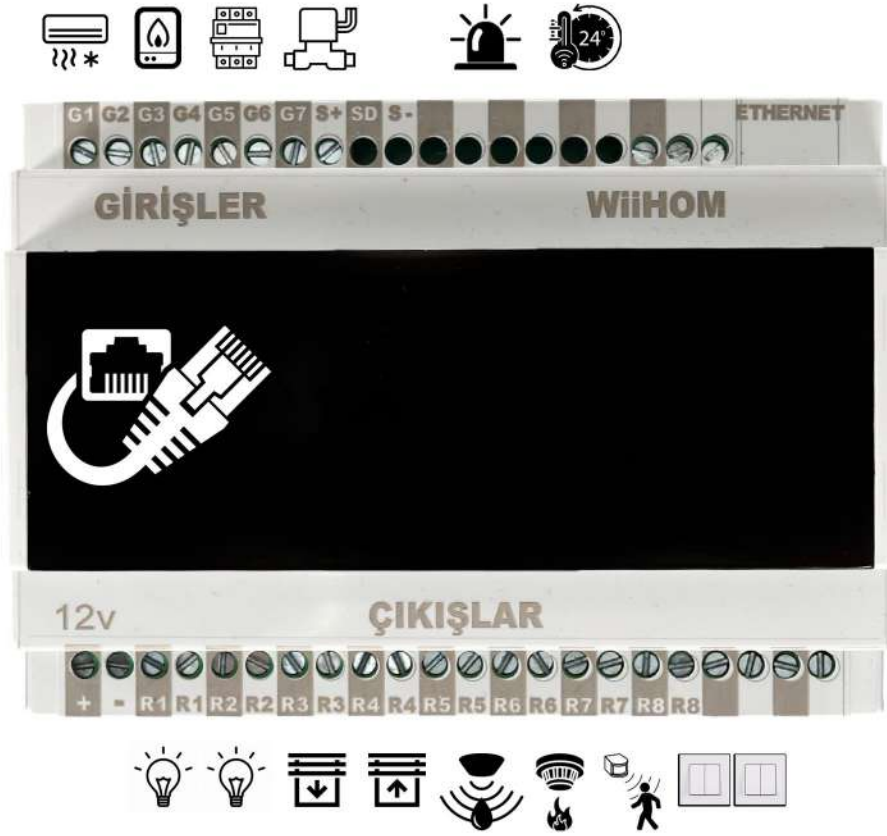 24°
G1 G2 G3 G4 G5 G6 G7 S+ SD S- ETHERNET
GİRİŞLER WiiHOM
12v ÇIKIŞLAR
+ - R1 R1 R2 R2 R3 R3 R4 R4 R5 R5 R6 R6 R7 R7 R8 R8